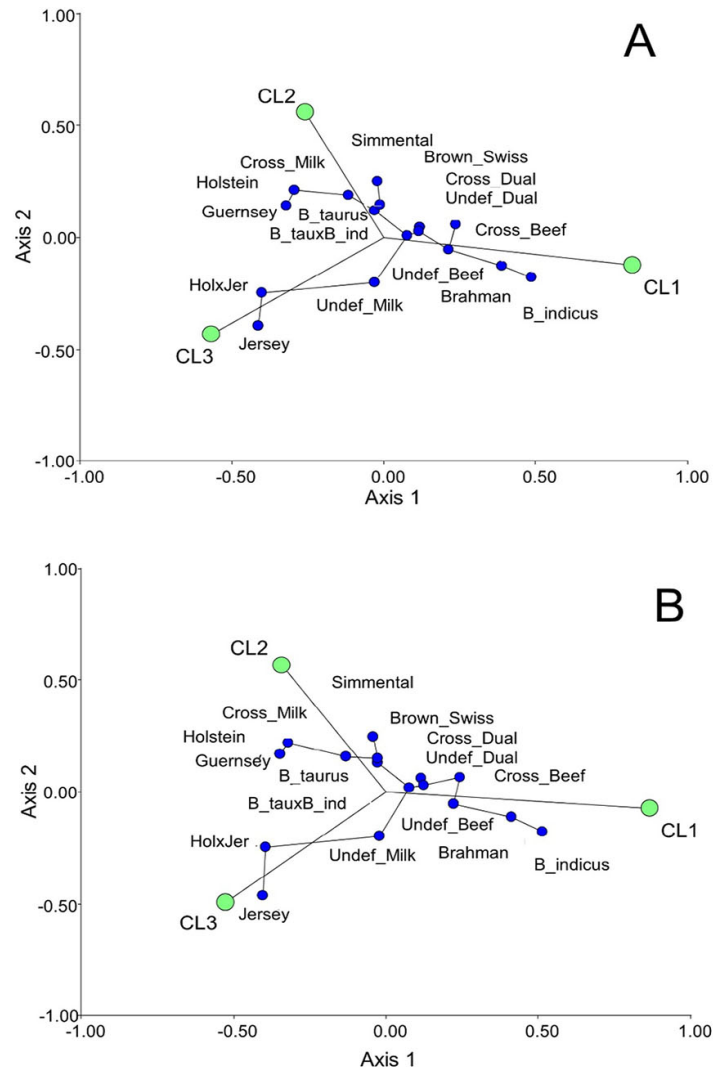 A
1.00
CL2
0.50
Simmental
Cross_Milk
Brown_Swiss
Holstein
Cross_Dual
Guernsey
Undef_Dual
B_taurus
Cross_Beef
B_tauxB_ind
0.00
Axis 2
HolxJer
Undef_Beef
CL1
Undef_Milk
Brahman
B_indicus
CL3
Jersey
-0.50
-1.00
-1.00 -0.50 0.00 0.50 1.00
Axis 1
B
1.00
CL2
0.50
Simmental
Cross_Milk
Brown_Swiss
Holstein
Cross_Dual
Guernsey
Undef_Dual
B_taurus
Cross_Beef
B_tauxB_ind
0.00
Axis 2
Undef_Beef
CL1
HolxJer
Undef_Milk
Brahman
B_indicus
CL3
Jersey
-0.50
-1.00
-1.00 -0.50 0.00 0.50 1.00
Axis 1